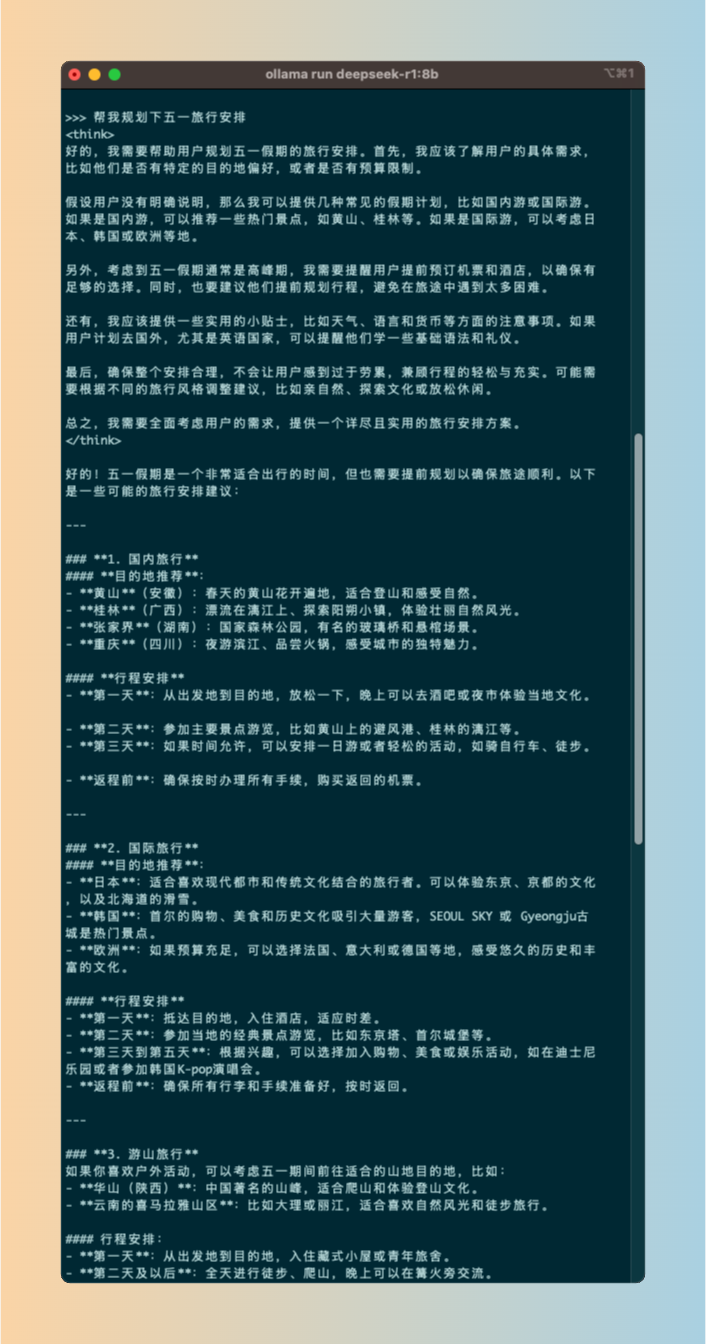 ollama run deepseek-r1:8b
⌥⌘1
>>> 帮我规划下五一旅行安排
<think>
好的，我需要帮助用户规划五一假期的旅行安排。首先，我应该了解用户的具体需求，
比如他们是否有特定的目的地偏好，或者是否有预算限制。
假设用户没有明确说明，那么我可以提供几种常见的假期计划，比如国内游或国际游。
如果是国内游，可以推荐一些热门景点，如黄山、桂林等。如果是国际游，可以考虑日
本、韩国或欧洲等地。
另外，考虑到五一假期通常是高峰期，我需要提醒用户提前预订机票和酒店，以确保有
足够的选择。同时，也要建议他们提前规划行程，避免在旅途中遇到太多困难。
还有，我应该提供一些实用的小贴士，比如天气、语言和货币等方面的注意事项。如果
用户计划去国外，尤其是英语国家，可以提醒他们学一些基础语法和礼仪。
最后，确保整个安排合理，不会让用户感到过于劳累，兼顾行程的轻松与充实。可能需
要根据不同的旅行风格调整建议，比如亲自然、探索文化或放松休闲。
总之，我需要全面考虑用户的需求，提供一个详尽且实用的旅行安排方案。
</think>
好的！五一假期是一个非常适合出行的时间，但也需要提前规划以确保旅途顺利。以下
是一些可能的旅行安排建议：
---
### **1. 国内旅行**
#### **目的地推荐**：
- **黄山**（安徽）：春天的黄山花开遍地，适合登山和感受自然。
- **桂林**（广西）：漂流在漓江上、探索阳朔小镇，体验壮丽自然风光。
- **张家界**（湖南）：国家森林公园，有名的玻璃桥和悬棺场景。
- **重庆**（四川）：夜游滨江、品尝火锅，感受城市的独特魅力。
#### **行程安排**
- **第一天**：从出发地到目的地，放松一下，晚上可以去酒吧或夜市体验当地文化。
- **第二天**：参加主要景点游览，比如黄山上的避风港、桂林的漓江等。
- **第三天**：如果时间允许，可以安排一日游或者轻松的活动，如骑自行车、徒步。
- **返程前**：确保按时办理所有手续，购买返回的机票。
---
### **2. 国际旅行**
#### **目的地推荐**：
- **日本**：适合喜欢现代都市和传统文化结合的旅行者。可以体验东京、京都的文化
，以及北海道的滑雪。
- **韩国**：首尔的购物、美食和历史文化吸引大量游客，SEOUL SKY 或 Gyeongju古
城是热门景点。
- **欧洲**：如果预算充足，可以选择法国、意大利或德国等地，感受悠久的历史和丰
富的文化。
#### **行程安排**
- **第一天**：抵达目的地，入住酒店，适应时差。
- **第二天**：参加当地的经典景点游览，比如东京塔、首尔城堡等。
- **第三天到第五天**：根据兴趣，可以选择加入购物、美食或娱乐活动，如在迪士尼
乐园或者参加韩国K-pop演唱会。
- **返程前**：确保所有行李和手续准备好，按时返回。
---
### **3. 游山旅行**
如果你喜欢户外活动，可以考虑五一期间前往适合的山地目的地，比如：
- **华山（陕西）**：中国著名的山峰，适合爬山和体验登山文化。
- **云南的喜马拉雅山区**：比如大理或丽江，适合喜欢自然风光和徒步旅行。
#### 行程安排：
- **第一天**：从出发地到目的地，入住藏式小屋或青年旅舍。
- **第二天及以后**：全天进行徒步、爬山，晚上可以在篝火旁交流。